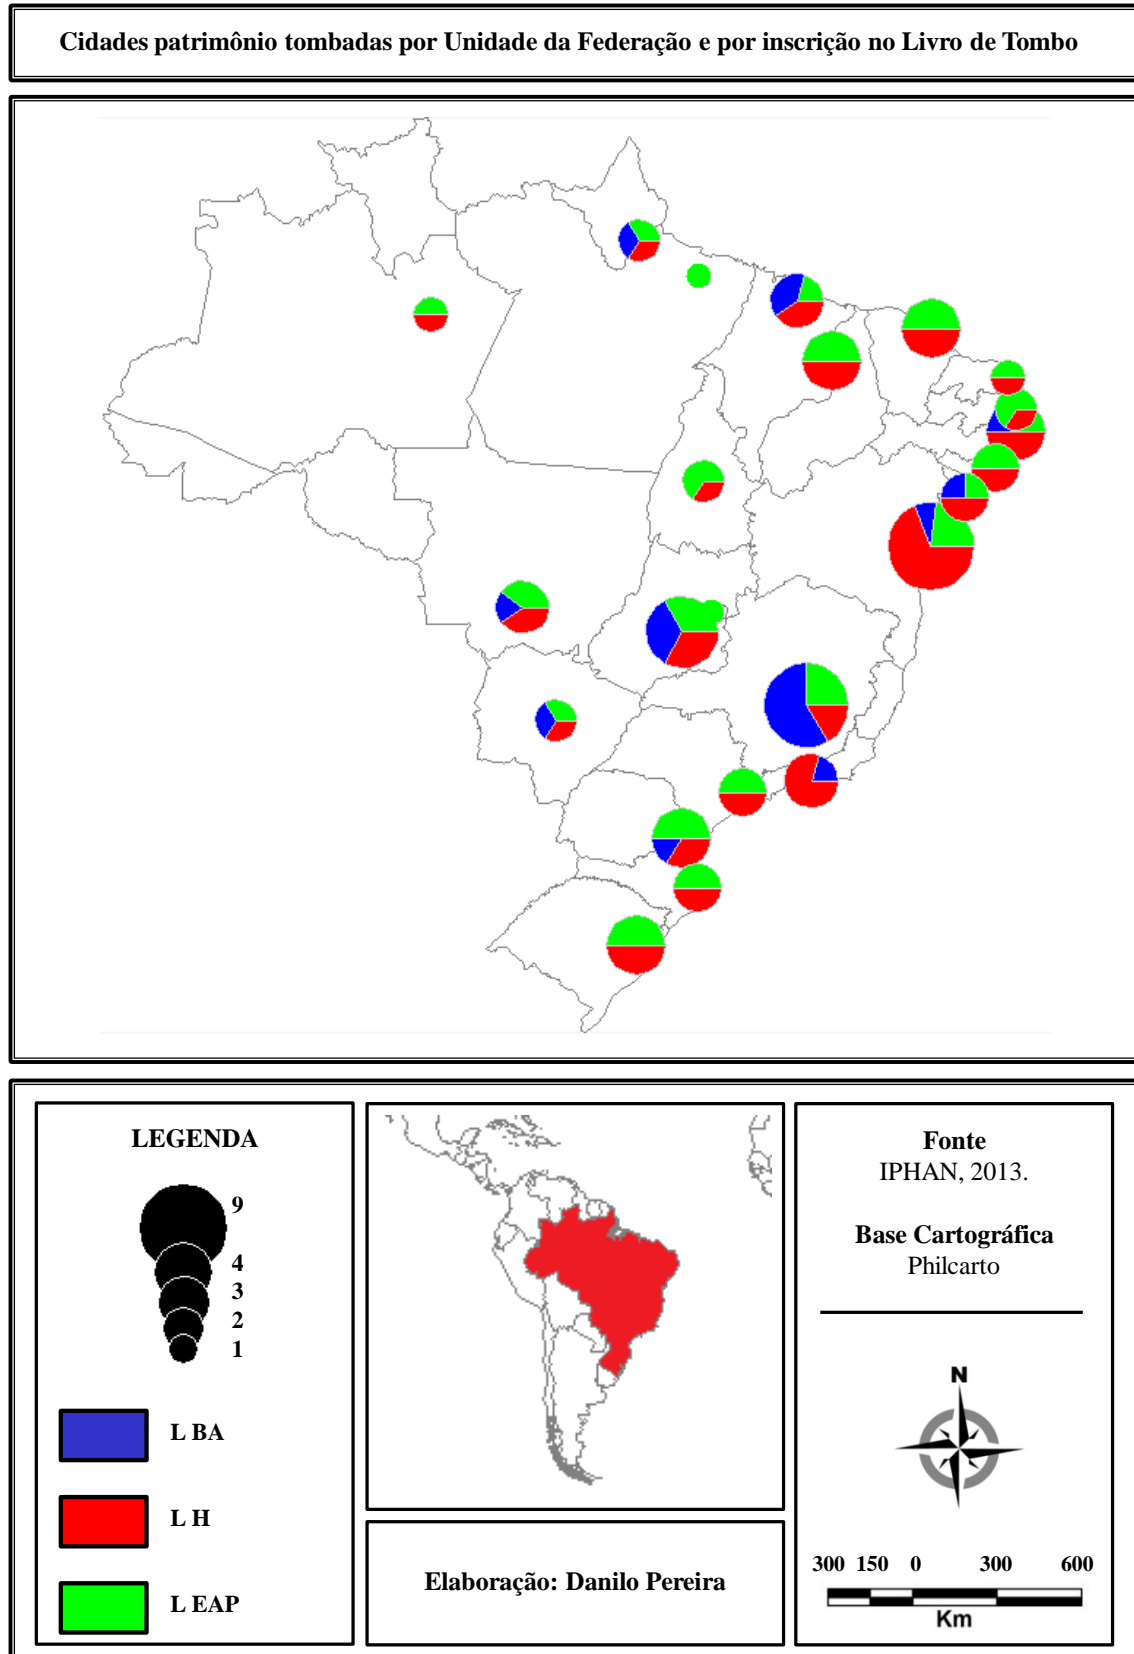 Cidades patrimônio tombadas por Unidade da Federação e por inscrição no Livro de Tombo
LEGENDA
9
4
3
2
1
L BA
L H
L EAP
Elaboração: Danilo Pereira
Fonte
IPHAN, 2013.
Base Cartográfica
Philcarto
N
300 150 0 300 600
Km